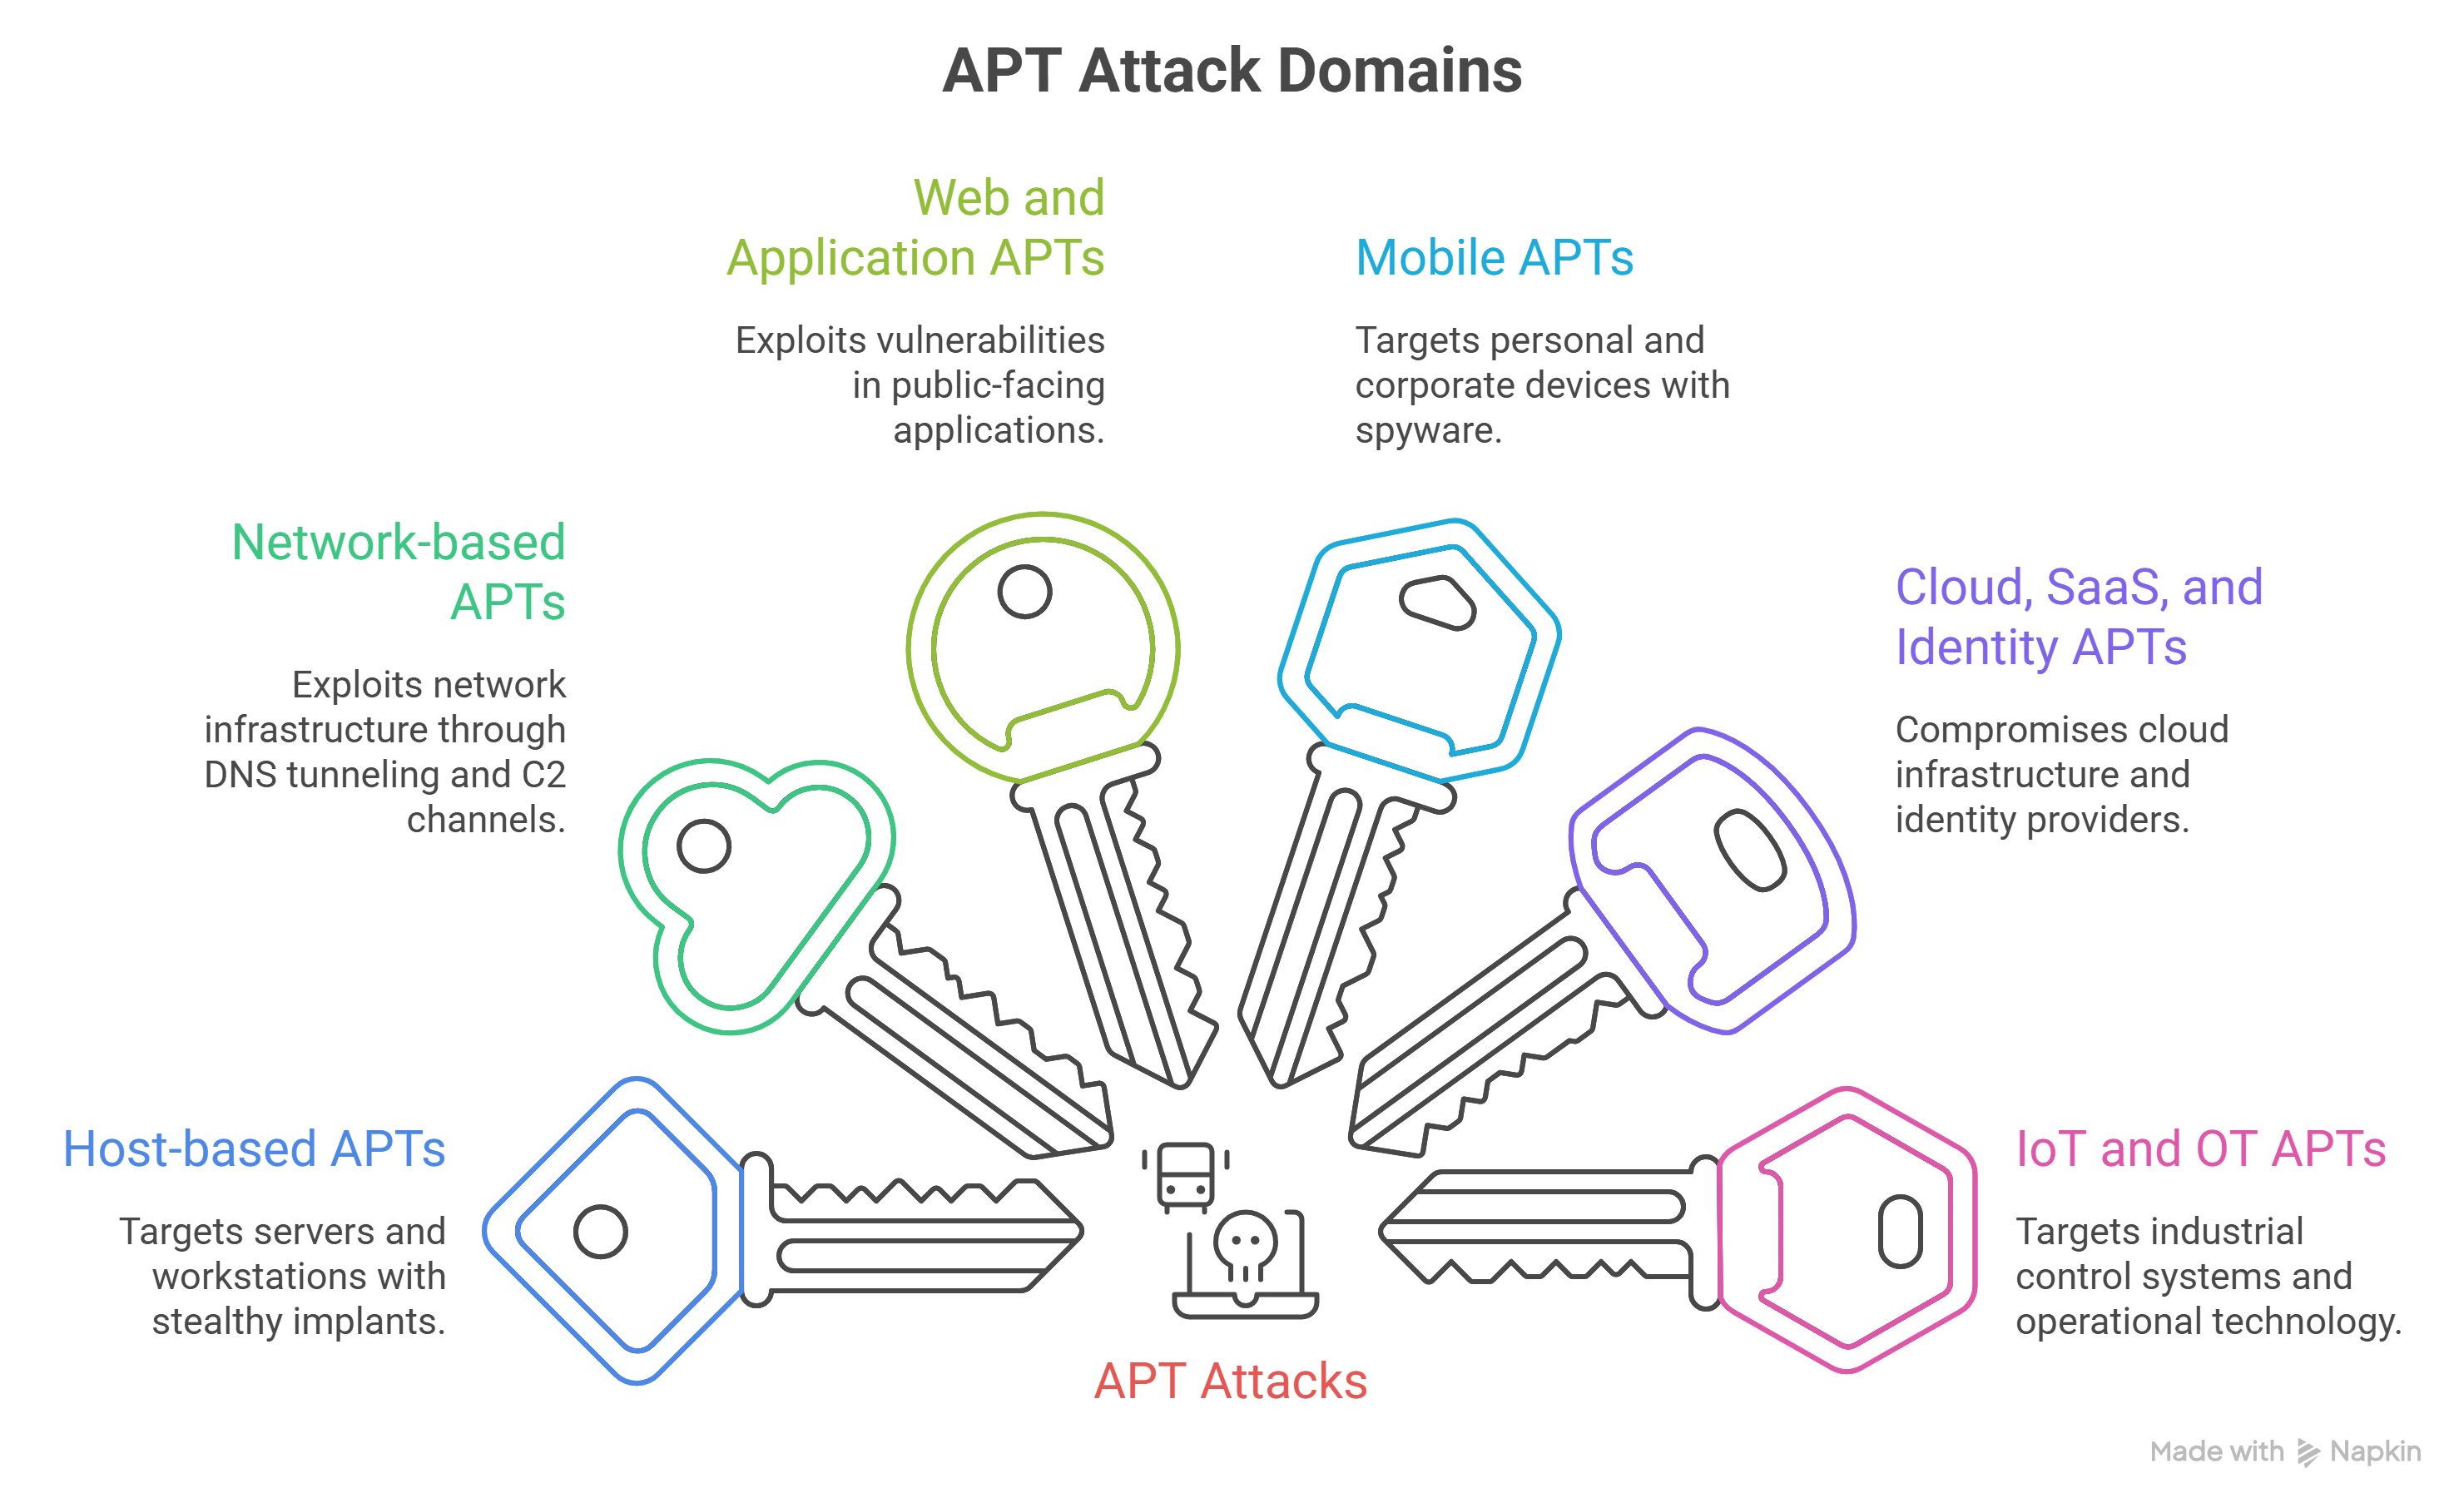 APT Attack Domains
Web and
Application APTs
Exploits vulnerabilities
in public-facing
applications.
Mobile APTs
Targets personal and
corporate devices with
spyware.
Network-based
APTs
Exploits network
infrastructure through
DNS tunneling and C2
channels.
Cloud, SaaS, and
Identity APTs
Compromises cloud
infrastructure and
identity providers.
Host-based APTs
Targets servers and
workstations with
stealthy implants.
IoT and OT APTs
Targets industrial
control systems and
operational technology.
APT Attacks
Made with Napkin